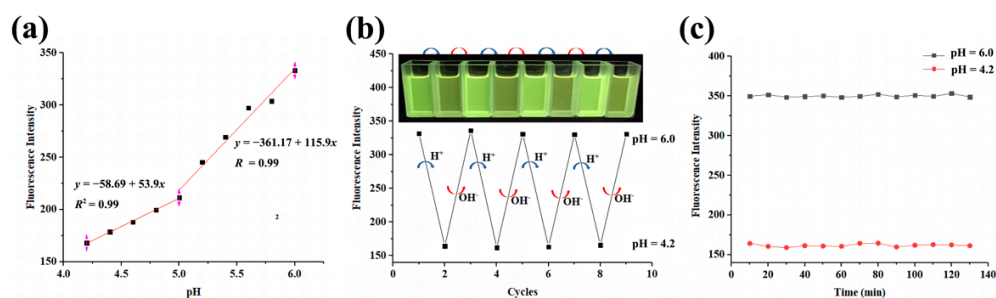 (a)
Fluorescence Intensity
350
300
250
200
150
y = −361.17 + 115.9x
R = 0.99
y = −58.69 + 53.9x
R² = 0.99
2
4.0
4.5
5.0
5.5
6.0
pH
(b)
Fluorescence Intensity
450
400
350
300
250
200
150
pH = 6.0
H⁺
H⁺
H⁺
H⁺
OH⁻
OH⁻
OH⁻
OH⁻
pH = 4.2
0
2
4
6
8
10
Cycles
(c)
Fluorescence Intensity
450
400
350
300
250
200
150
100
pH = 6.0
pH = 4.2
0
20
40
60
80
100
120
140
Time (min)